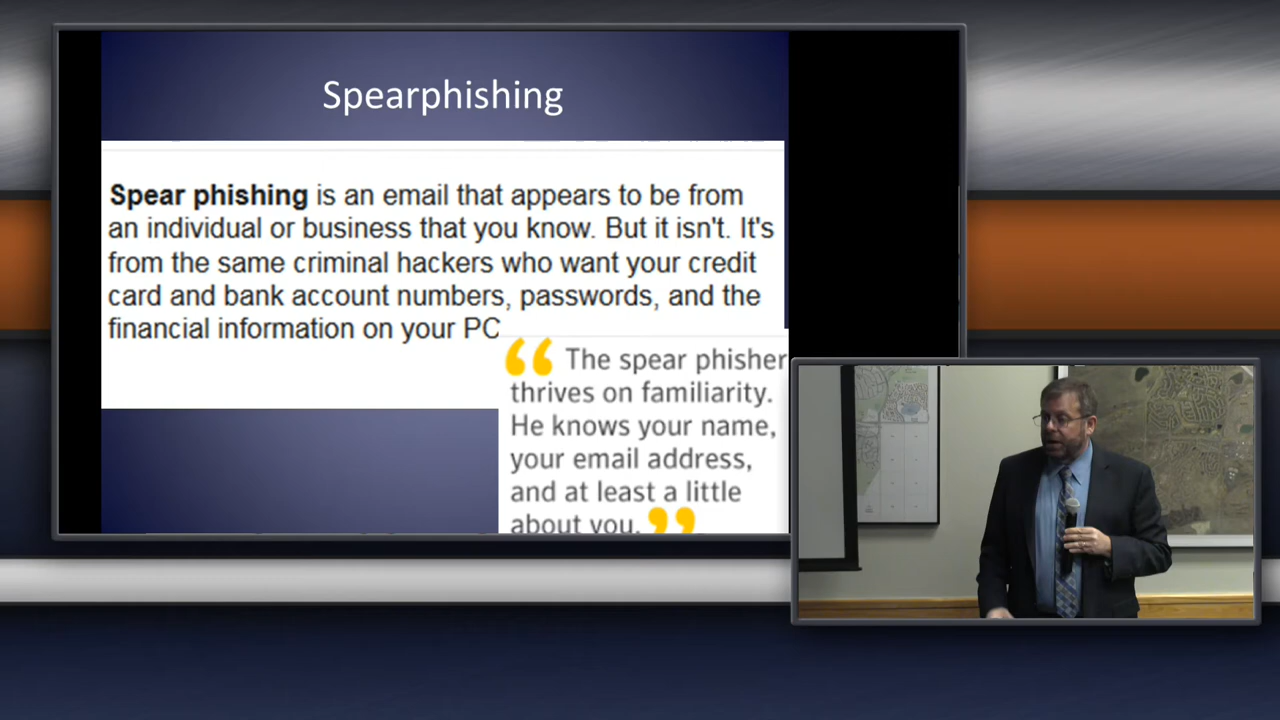 Spearphishing
Spear phishing is an email that appears to be from
an individual or business that you know. But it isn't. It's
from the same criminal hackers who want your credit
card and bank account numbers, passwords, and the
financial information on your PC
“ The spear phisher
thrives on familiarity.
He knows your name,
your email address,
and at least a little
about you. ”